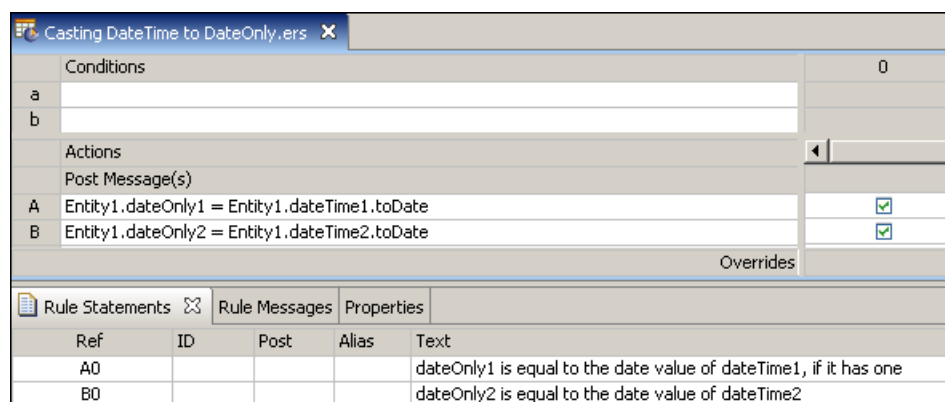 Casting DateTime to DateOnly.ers
Conditions 0
a
b
Actions
Post Message(s)
A Entity1.dateOnly1 = Entity1.dateTime1.toDate
B Entity1.dateOnly2 = Entity1.dateTime2.toDate
Overrides
Rule Statements Rule Messages Properties
Ref ID Post Alias Text
A0 dateOnly1 is equal to the date value of dateTime1, if it has one
B0 dateOnly2 is equal to the date value of dateTime2